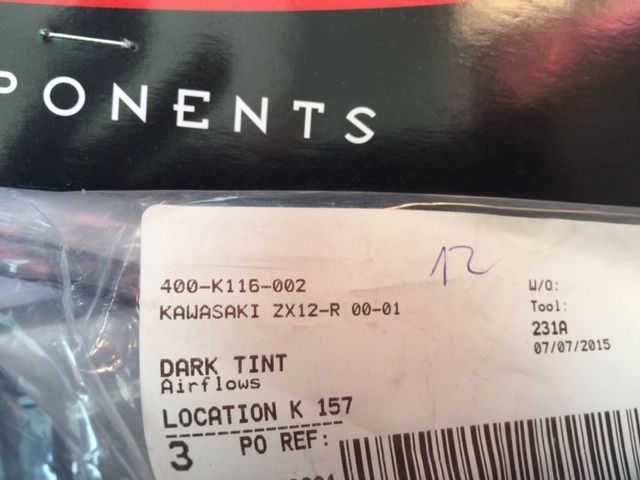 PONENTS
12
400-K116-002
KAWASAKI ZX12-R 00-01
W/O:
Tool:
231A
07/07/2015
DARK TINT
Airflows
LOCATION K 157
3 PO REF: